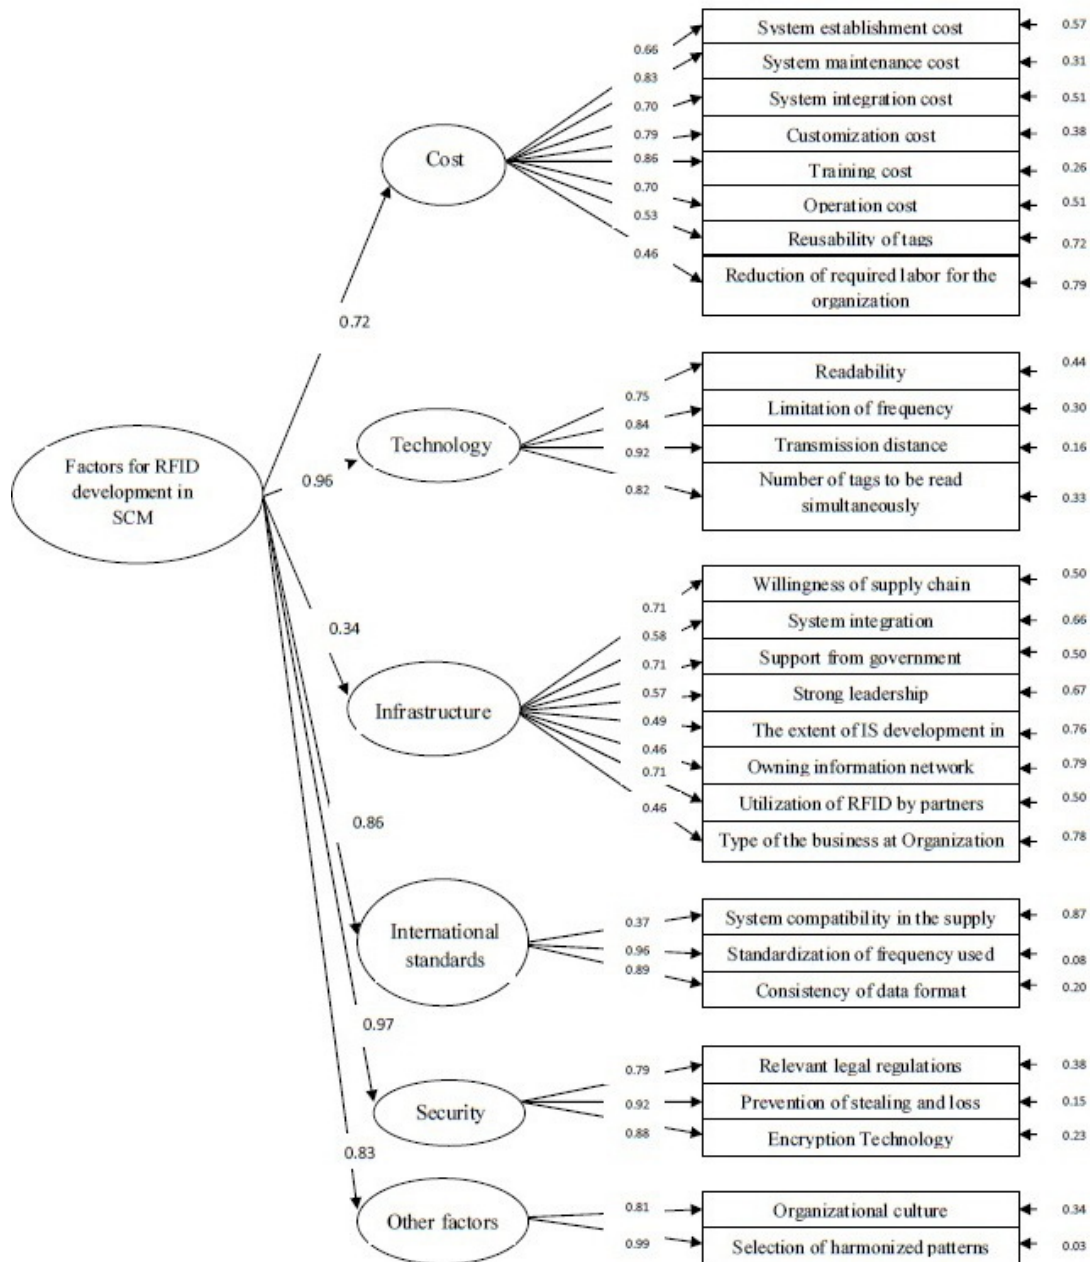 System establishment cost
0.57
0.66
System maintenance cost
0.31
0.83
System integration cost
0.51
0.70
Customization cost
0.38
0.79
Cost
0.86
Training cost
0.26
0.70
Operation cost
0.51
0.53
Reusability of tags
0.72
0.46
Reduction of required labor for the
organization
0.79
0.72
Readability
0.44
0.75
Limitation of frequency
0.30
0.84
Technology
0.92
Transmission distance
0.16
0.82
Number of tags to be read
simultaneously
0.33
Factors for RFID
development in
SCM
0.96
Willingness of supply chain
0.50
0.71
System integration
0.66
0.58
0.34
Support from government
0.50
0.71
Strong leadership
0.67
0.57
Infrastructure
0.49
The extent of IS development in
0.76
0.46
Owning information network
0.79
0.71
Utilization of RFID by partners
0.50
0.46
Type of the business at Organization
0.78
0.86
System compatibility in the supply
0.87
0.37
International
standards
0.96
Standardization of frequency used
0.08
0.89
Consistency of data format
0.20
0.97
Relevant legal regulations
0.38
0.79
Security
0.92
Prevention of stealing and loss
0.15
0.88
Encryption Technology
0.23
0.83
Organizational culture
0.34
0.81
Other factors
0.99
Selection of harmonized patterns
0.03